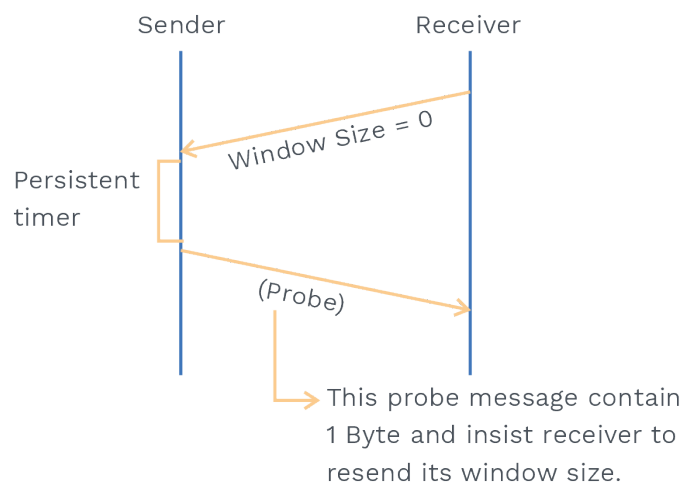 Sender
Receiver
Window Size = 0
Persistent
timer
(Probe)
This probe message contain
1 Byte and insist receiver to
resend its window size.